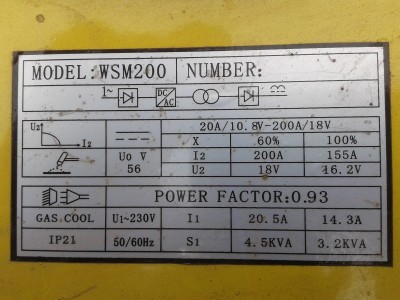 MODEL: WSM200 NUMBER:
1~ DC AC
U2 I2 20A/10.8V-200A/18V
X 60% 100%
U0 V 56 I2 200A 155A
U2 18V 16.2V
POWER FACTOR:0.93
GAS COOL U1~230V I1 20.5A 14.3A
IP21 50/60Hz S1 4.5KVA 3.2KVA